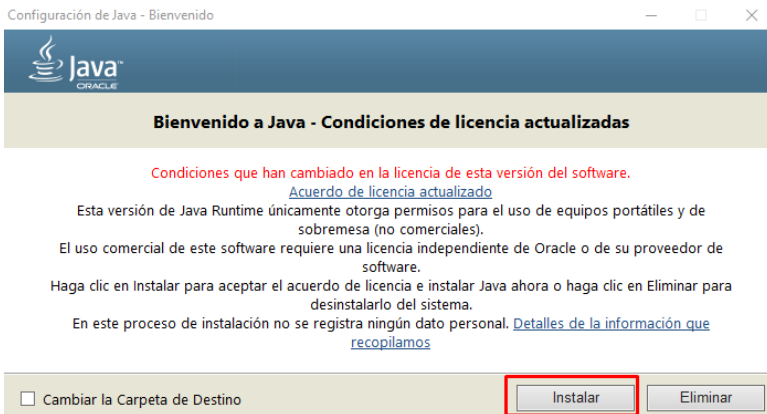 Configuración de Java - Bienvenido
Java
ORACLE
Bienvenido a Java - Condiciones de licencia actualizadas
Condiciones que han cambiado en la licencia de esta versión del software.
Acuerdo de licencia actualizado
Esta versión de Java Runtime únicamente otorga permisos para el uso de equipos portátiles y de
sobremesa (no comerciales).
El uso comercial de este software requiere una licencia independiente de Oracle o de su proveedor de
software.
Haga clic en Instalar para aceptar el acuerdo de licencia e instalar Java ahora o haga clic en Eliminar para
desinstalarlo del sistema.
En este proceso de instalación no se registra ningún dato personal. Detalles de la información que
recopilamos
Cambiar la Carpeta de Destino
Instalar
Eliminar